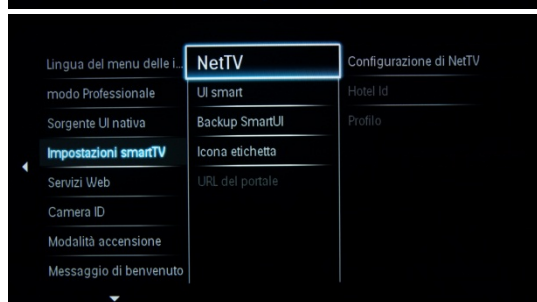 Lingua del menu delle i...
modo Professionale
Sorgente UI nativa
Impostazioni smartTV
Servizi Web
Camera ID
Modalità accensione
Messaggio di benvenuto
NetTV
UI smart
Backup SmartUI
Icona etichetta
URL del portale
Configurazione di NetTV
Hotel Id
Profilo